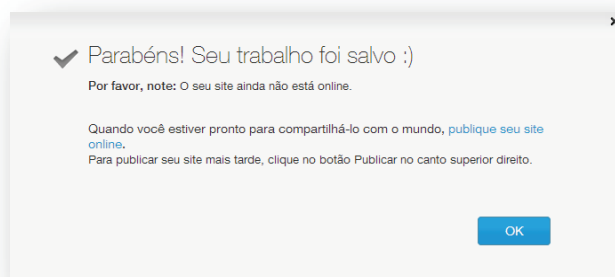 Parabéns! Seu trabalho foi salvo :)
Por favor, note: O seu site ainda não está online.
Quando você estiver pronto para compartilhá-lo com o mundo, publique seu site
online.
Para publicar seu site mais tarde, clique no botão Publicar no canto superior direito.
OK